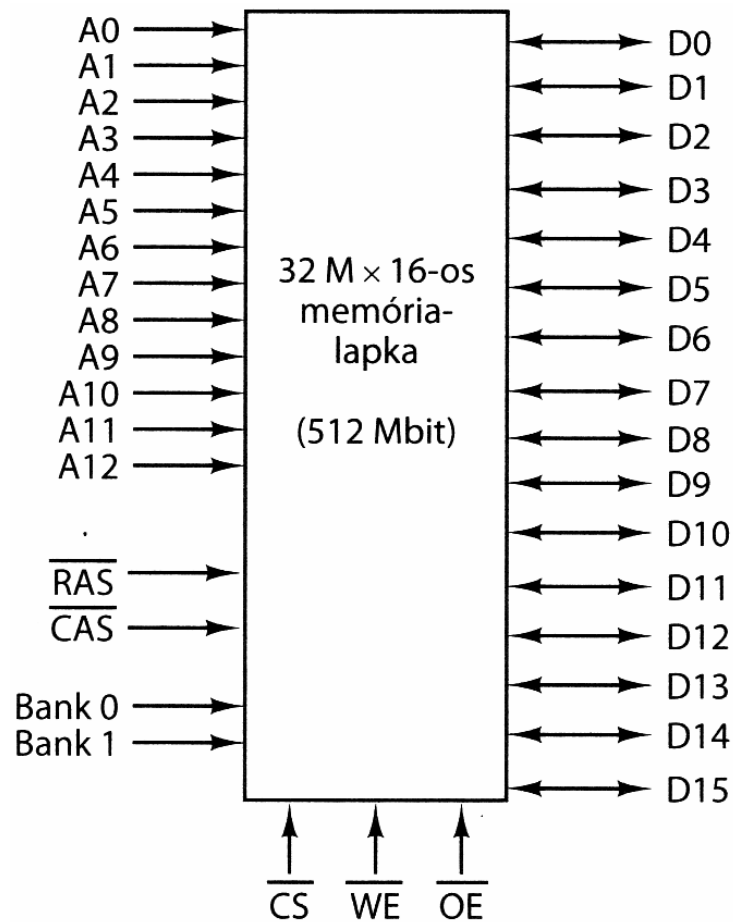 A0
A1
A2
A3
A4
A5
A6
A7
A8
A9
A10
A11
A12
RAS
CAS
Bank 0
Bank 1
32 M × 16-os
memória-
lapka
(512 Mbit)
D0
D1
D2
D3
D4
D5
D6
D7
D8
D9
D10
D11
D12
D13
D14
D15
CS WE OE